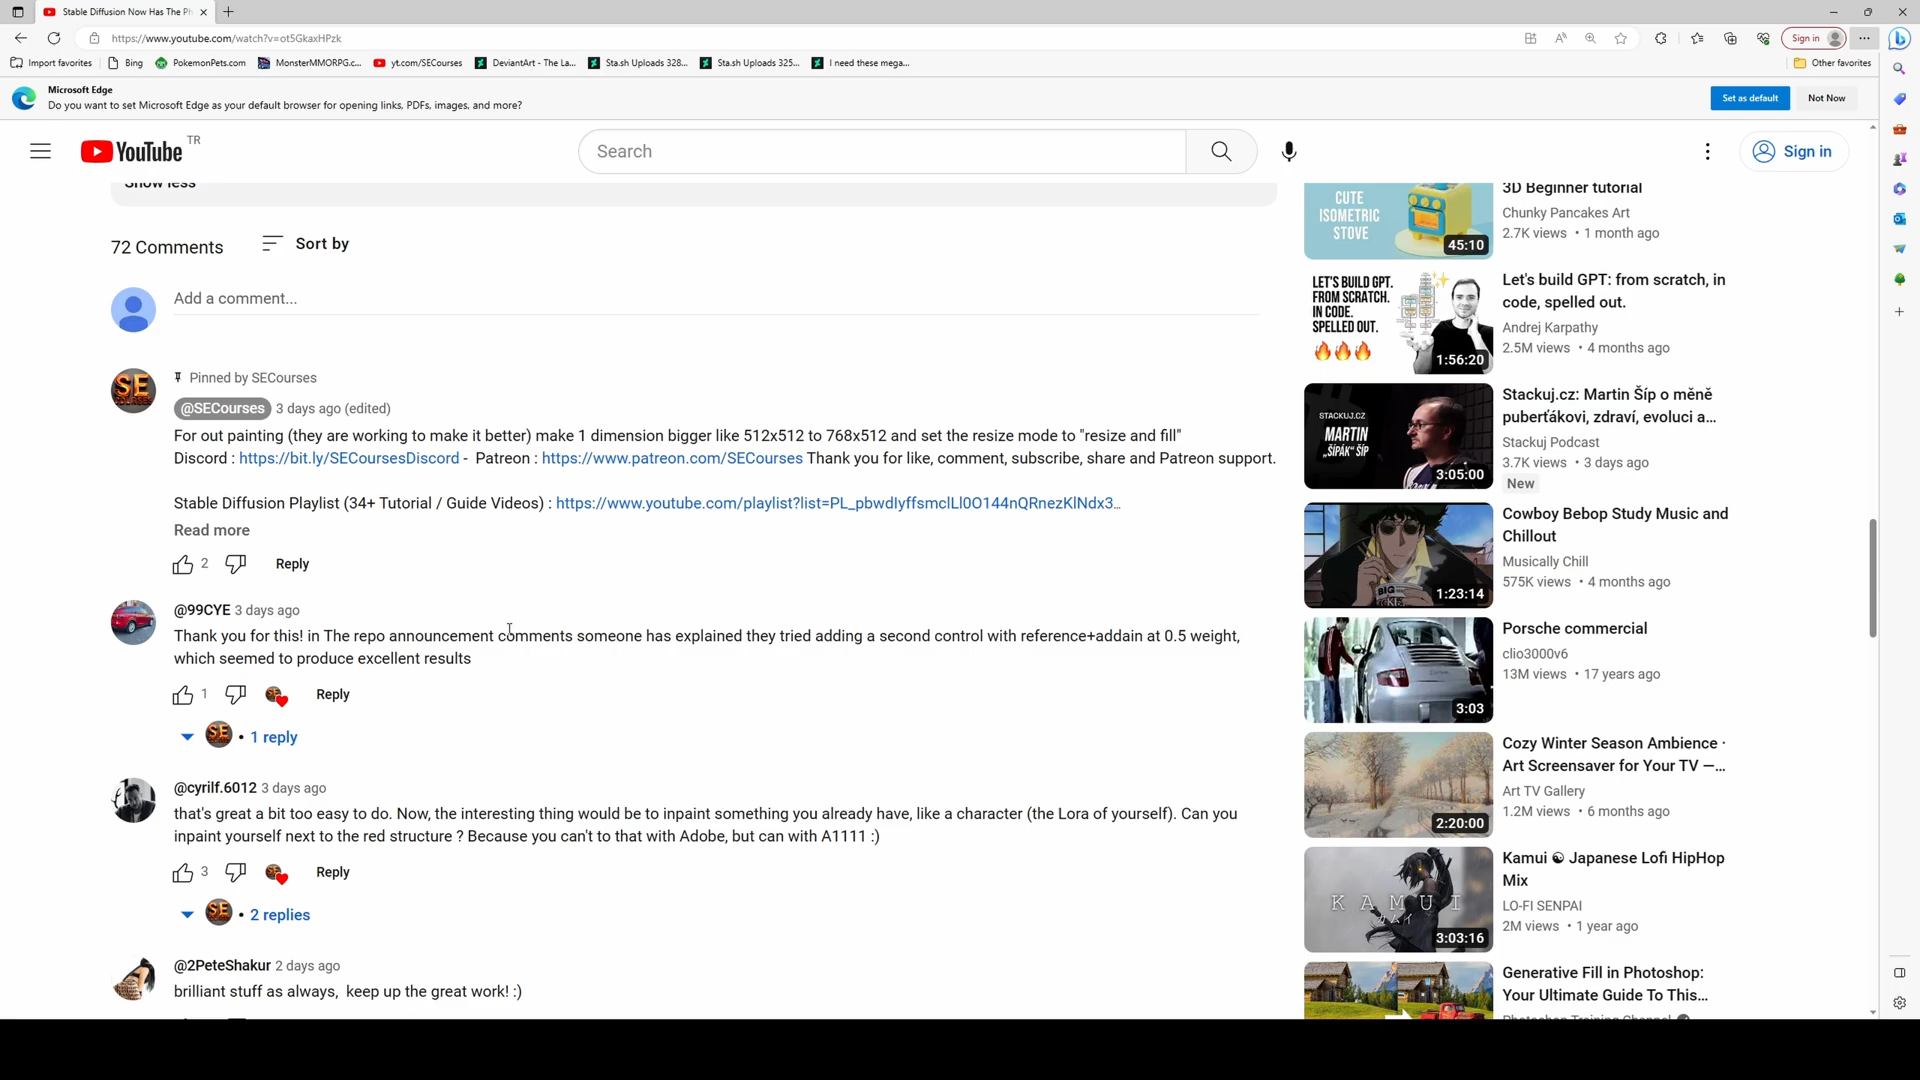 Stable Diffusion Now Has The Ph
https://www.youtube.com/watch?v=ot5GkaxHPzk
Sign in
Import favorites
Bing
PokemonPets.com
MonsterMMORPG.c...
yt.com/SECourses
DeviantArt - The La...
Sta.sh Uploads 328...
Sta.sh Uploads 325...
I need these mega...
Other favorites
Microsoft Edge
Do you want to set Microsoft Edge as your default browser for opening links, PDFs, images, and more?
Set as default
Not Now
YouTube TR
Search
Sign in
Show less
72 Comments
Sort by
Add a comment...
Pinned by SECourses
@SECourses 3 days ago (edited)
For out painting (they are working to make it better) make 1 dimension bigger like 512x512 to 768x512 and set the resize mode to "resize and fill"
Discord : https://bit.ly/SECoursesDiscord - Patreon : https://www.patreon.com/SECourses Thank you for like, comment, subscribe, share and Patreon support.
Stable Diffusion Playlist (34+ Tutorial / Guide Videos) : https://www.youtube.com/playlist?list=PL_pbwdIyffsmclLl0O144nQRnezKlNdx3...
Read more
2
Reply
@99CYE 3 days ago
Thank you for this! in The repo announcement comments someone has explained they tried adding a second control with reference+addain at 0.5 weight,
which seemed to produce excellent results
1
Reply
• 1 reply
@cyrilf.6012 3 days ago
that's great a bit too easy to do. Now, the interesting thing would be to inpaint something you already have, like a character (the Lora of yourself). Can you
inpaint yourself next to the red structure ? Because you can't to that with Adobe, but can with A1111 :)
3
Reply
• 2 replies
@2PeteShakur 2 days ago
brilliant stuff as always, keep up the great work! :)
CUTE
ISOMETRIC
STOVE
45:10
3D Beginner tutorial
Chunky Pancakes Art
2.7K views • 1 month ago
LET'S BUILD GPT.
FROM SCRATCH.
IN CODE.
SPELLED OUT.
1:56:20
Let's build GPT: from scratch, in
code, spelled out.
Andrej Karpathy
2.5M views • 4 months ago
STACKUJ.CZ
MARTIN
„ŠÍPÁK" ŠÍP
3:05:00
Stackuj.cz: Martin Šíp o měně
puberťákovi, zdraví, evoluci a...
Stackuj Podcast
3.7K views • 3 days ago
New
BIG
1:23:14
Cowboy Bebop Study Music and
Chillout
Musically Chill
575K views • 4 months ago
3:03
Porsche commercial
clio3000v6
13M views • 17 years ago
2:20:00
Cozy Winter Season Ambience ·
Art Screensaver for Your TV —...
Art TV Gallery
1.2M views • 6 months ago
KAMUI
カムイ
3:03:16
Kamui ☯ Japanese Lofi HipHop
Mix
LO-FI SENPAI
2M views • 1 year ago
Generative Fill in Photoshop:
Your Ultimate Guide To This...
Photoshop Training Channel